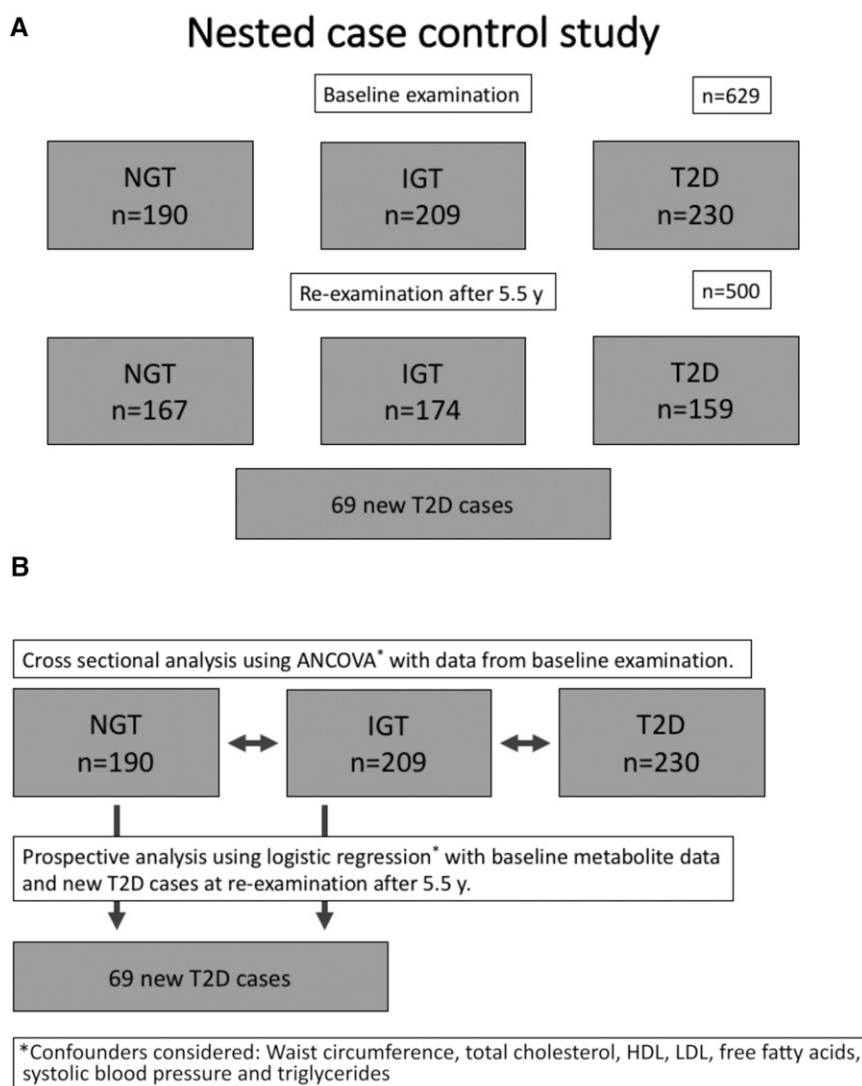 A
Nested case control study
Baseline examination
n=629
NGT
n=190
IGT
n=209
T2D
n=230
Re-examination after 5.5 y
n=500
NGT
n=167
IGT
n=174
T2D
n=159
69 new T2D cases
B
Cross sectional analysis using ANCOVA* with data from baseline examination.
NGT
n=190
IGT
n=209
T2D
n=230
Prospective analysis using logistic regression* with baseline metabolite data
and new T2D cases at re-examination after 5.5 y.
69 new T2D cases
*Confounders considered: Waist circumference, total cholesterol, HDL, LDL, free fatty acids,
systolic blood pressure and triglycerides